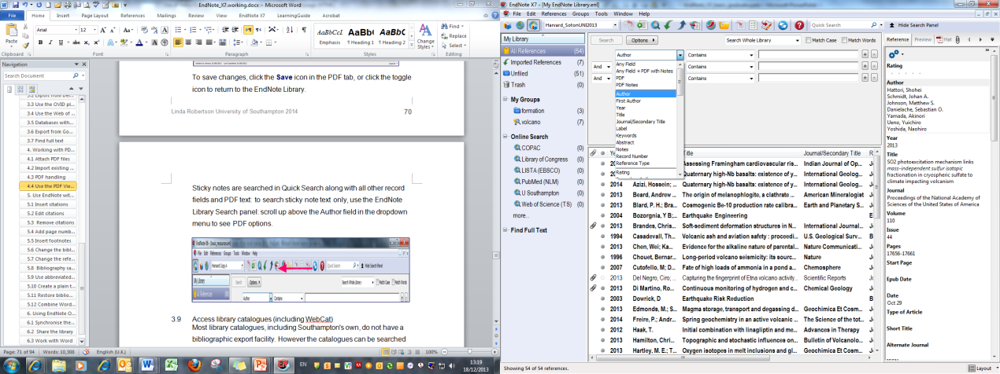 EndNote_X7.working.docx - Microsoft Word
File Home Insert Page Layout References Mailings Review View EndNote X7 LearningGuide Acrobat
Arial 12
AaBbCcI AaBb( AaBbC
Emphasis ¶ Heading 1 ¶ Heading 2
Change Styles
Find
Replace
Select
Paste
Clipboard Font Paragraph Styles Editing
Navigation
Search Document
3.3 Use the OVID pl...
3.4 Use the Web of ...
3.5 Databases with...
3.6 Export from Go...
3.7 Find full text
4. Working with PD...
4.1 Attach PDF files
4.2 Import existing ...
4.3 PDF handling
4.4 Use the PDF Vie...
5. Use EndNote wit...
5.1 Insert citations
5.2 Edit citations
5.3 Remove citations
5.4 Add page numb...
5.5 Insert footnotes
5.6 Change the bibl...
5.7 Change the refe...
5.8 Bibliography ca...
5.9 Use abbreviated...
5.10 Create a plain t...
5.11 Restore biblio...
5.12 Combine Word...
6. Using EndNote O...
6.1 Synchronise the...
6.2 Share the library
6.3 Work with Word
To save changes, click the Save icon in the PDF tab, or click the toggle
icon to return to the EndNote Library.
Linda Robertson University of Southampton 2014 70
Sticky notes are searched in Quick Search along with all other record
fields and PDF text: to search sticky note text only, use the EndNote
Library Search panel: scroll up above the Author field in the dropdown
menu to see PDF options.
File Edit References Groups Tools Window Help
Harvard Copy A Quick Search Hide Search Panel
My Library Search Options Search Whole Library Match Case Match Words
All References
Author Contains
3.9 Access library catalogues (including WebCat)
Most library catalogues, including Southampton's own, do not have a
bibliographic export facility. However the catalogues can be searched
Page: 71 of 94 Words: 10,308 English (U.K.) 100%
EN 13:19
18/12/2013
EndNote X7 - [My EndNote Library.enl]
File Edit References Groups Tools Window Help
Harvard_SotonUNI2013 Quick Search Hide Search Panel
My Library
All References (54)
Imported References (7)
Unfiled (51)
Trash (0)
My Groups
formation (3)
volcano (7)
Online Search
COPAC (0)
Library of Congress (0)
LISTA (EBSCO) (0)
PubMed (NLM) (0)
U Southampton (0)
Web of Science (TS) (0)
more...
Find Full Text
Search Options Search Whole Library Match Case Match Words
Author Contains
And Contains
And Contains
Any Field
Any Field + PDF with Notes
PDF
PDF Notes
Author
First Author
Year
Title
Journal/Secondary Title
Label
Keywords
Abstract
Notes
Record Number
Reference Type
Rating
Title Journal/Secondary Title
Assessing Framingham cardiovascular ris... Indian Journal of Op...
Quaternary high-Nb basalts: existence of y... International Geolog...
2014 Azizi, Hossein; ... Quaternary high-Nb basalts: existence of y... International Geolog...
2013 Beard, Andrew ... The origin of melanophlogite, a clathrate ... American Mineralogist
2013 Blard, P. H.; Bra... Cosmogenic Be-10 production rate calib... Earth and Planetary S...
2004 Bozorgnia, Y B;... Earthquake Engineering
2013 Brandes, Chris... Soft-sediment deformation structures in N... International Journal...
1994 Casadevall, Th... Volcanic ash and aviation safety : proceedi... U.S. Geological Surv...
2013 Chen, Wei; Kam... Evidence for the alkaline nature of parental... Nature Communicati...
1996 Chouet, Bernar... Long-period volcano seismicity: its sourc... Nature
2007 Cutofello, M; D... Fate of high loads of ammonia in a pond a... Chemosphere
2013 Del Negro, Ciro; ... Capturing the fingerprint of Etna volcano activity... Scientific Reports
2013 Di Martino, Ro... Continuous monitoring of hydrogen and c... Chemical Geology
2003 Dowrick, D Earthquake Risk Reduction
2013 Edmonds, M.; S... Magma storage, transport and degassing d... Geochimica Et Cosm...
2014 Freire, P.; Andr... Spring geochemistry in an active volcanic ... The Science of the tot...
2012 Haak, T. Initial combination with linagliptin and me... Advances in Therapy
2013 Hamilton, Chri... Topographic and stochastic influences on... Bulletin of Volcanolo...
2013 Hartley, M. E.; T... Oxygen isotopes in melt inclusions and gl... Geochimica Et Cosm...
Showing 54 of 54 references.
Reference Preview
Rating
Author
Hattori, Shohei
Schmidt, Johan A.
Johnson, Matthew S.
Danielache, Sebastian O.
Yamada, Akinori
Ueno, Yuichiro
Yoshida, Naohiro
Year
2013
Title
SO2 photoexcitation mechanism links
mass-independent sulfur isotopic
fractionation in cryospheric sulfate to
climate impacting volcanism
Journal
Proceedings of the National Academy of
Sciences of the United States of America
Volume
110
Issue
44
Pages
17656-17661
Start Page
Epub Date
Date
Oct 29
Type of Article
Short Title
Alternate Journal
Layout